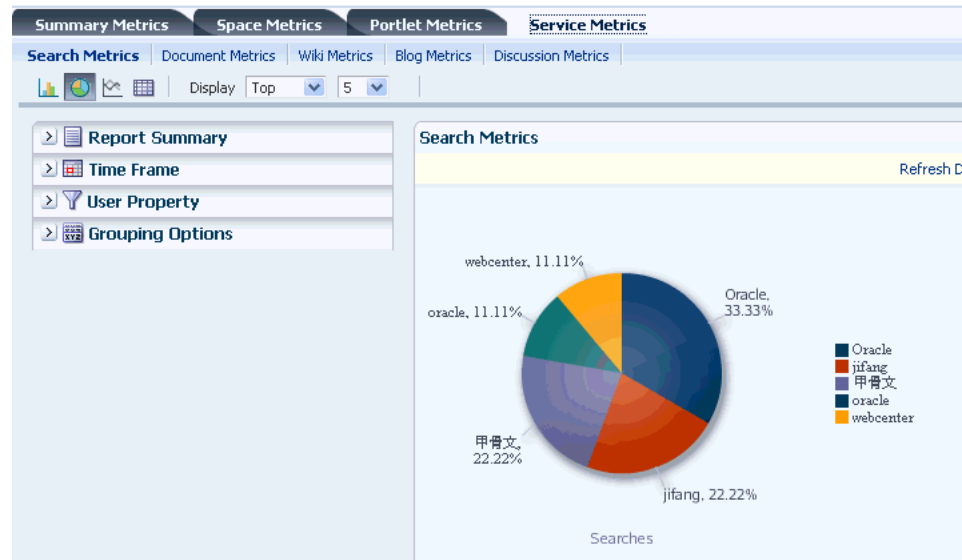 Summary Metrics Space Metrics Portlet Metrics Service Metrics
Search Metrics Document Metrics Wiki Metrics Blog Metrics Discussion Metrics
Display Top 5
Report Summary
Time Frame
User Property
Grouping Options
Search Metrics
Refresh D
webcenter, 11.11%
Oracle,
33.33%
oracle, 11.11%
甲骨文,
22.22%
jifang, 22.22%
Searches
Oracle
jifang
甲骨文
oracle
webcenter